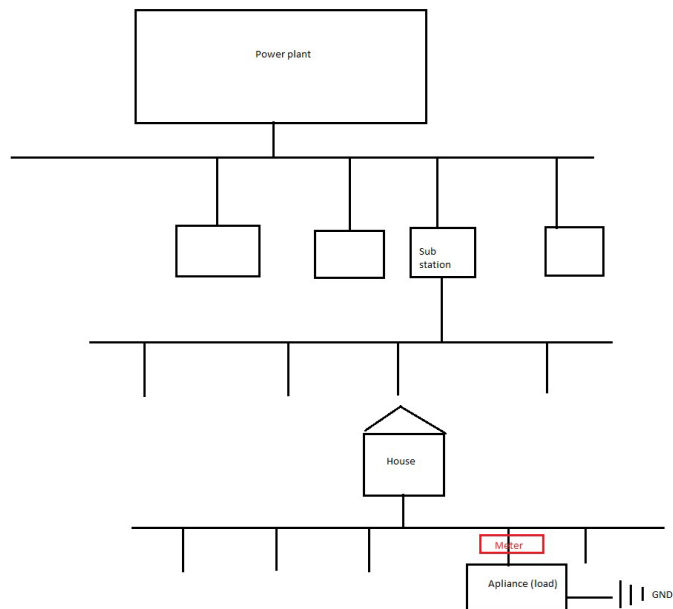 Power plant
Sub
station
House
Meter
Apliance (load)
GND